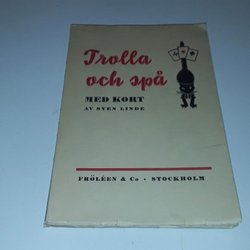 Trolla
och spå
MED KORT
AV SVEN LINDE
FRÖLÉEN & Co • STOCKHOLM